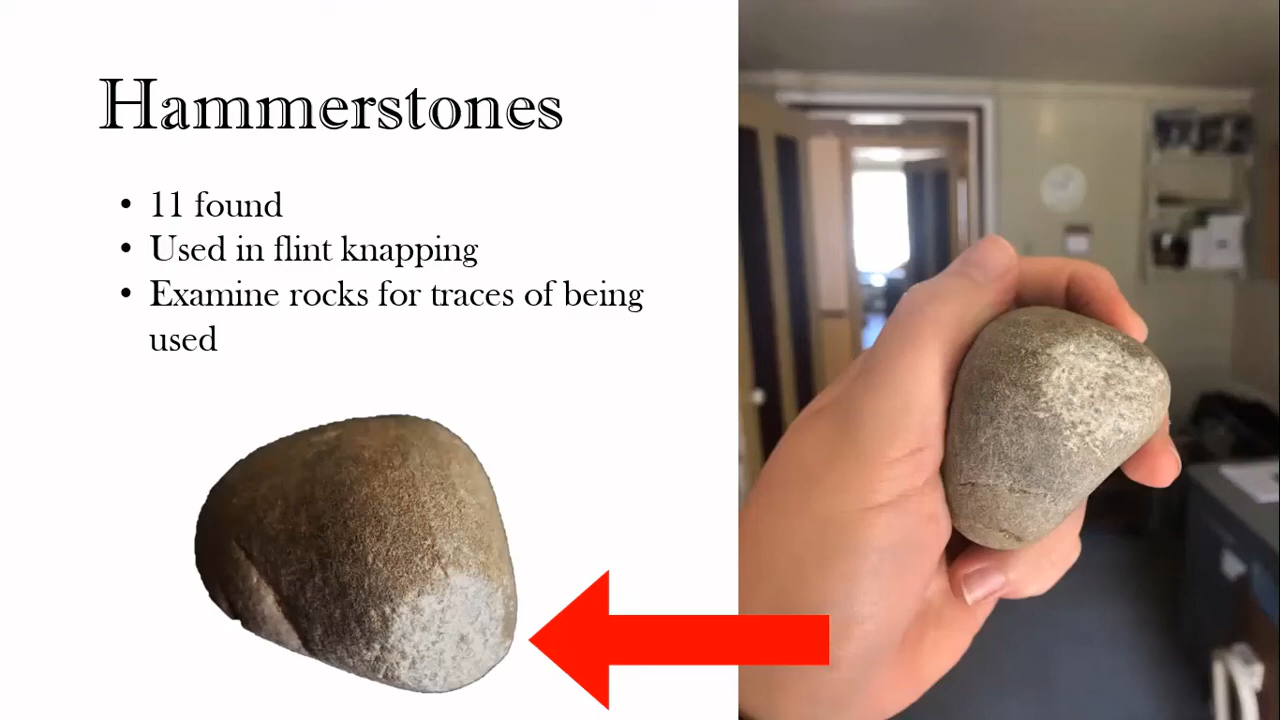 Hammerstones
• 11 found
• Used in flint knapping
• Examine rocks for traces of being
used